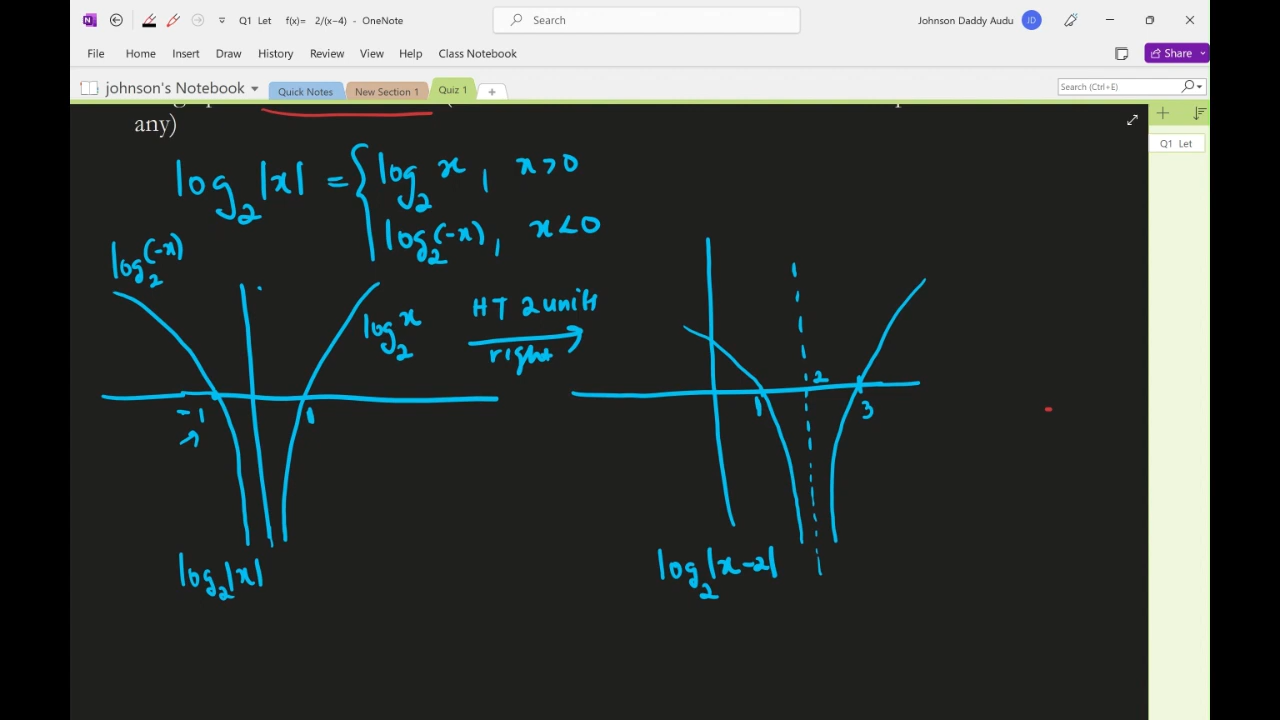 Q1 Let f(x)= 2/(x−4) - OneNote
Search
Johnson Daddy Audu
JD
File Home Insert Draw History Review View Help Class Notebook
Share
johnson's Notebook
Quick Notes
New Section 1
Quiz 1
+
Search (Ctrl+E)
any)
Q1 Let
log₂|x| = { log₂ x, x>0
log₂(-x), x<0
log₂(-x)
log₂ x
HT 2 units
right
-1
1
log₂|x|
1
2
3
log₂|x-2|